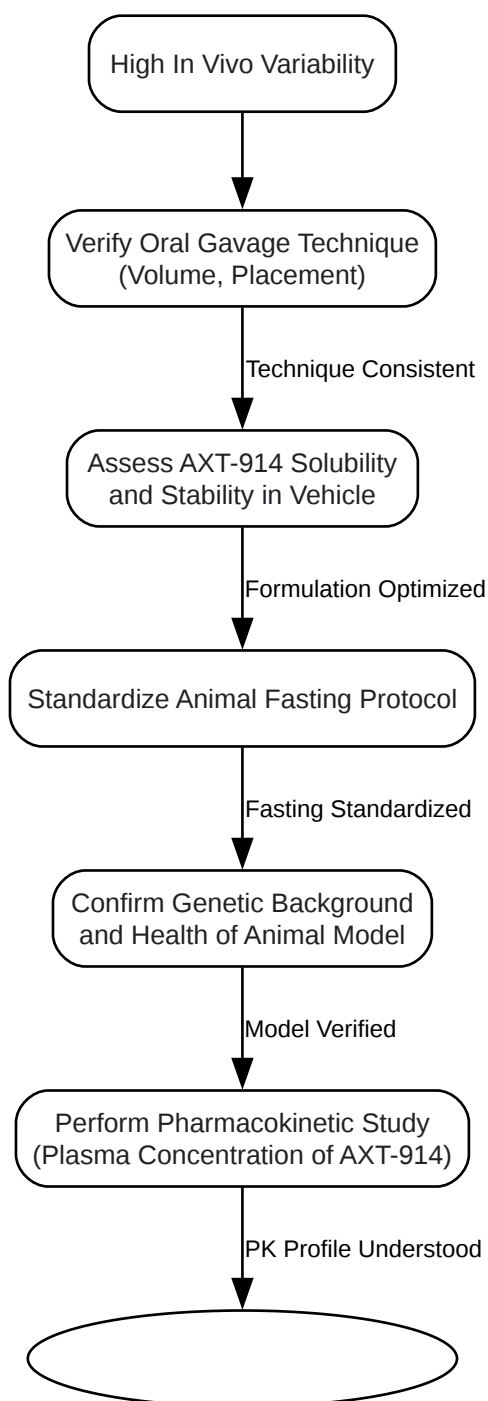 High In Vivo Variability
Verify Oral Gavage Technique
(Volume, Placement)
Technique Consistent
Assess AXT-914 Solubility
and Stability in Vehicle
Formulation Optimized
Standardize Animal Fasting Protocol
Fasting Standardized
Confirm Genetic Background
and Health of Animal Model
Model Verified
Perform Pharmacokinetic Study
(Plasma Concentration of AXT-914)
PK Profile Understood